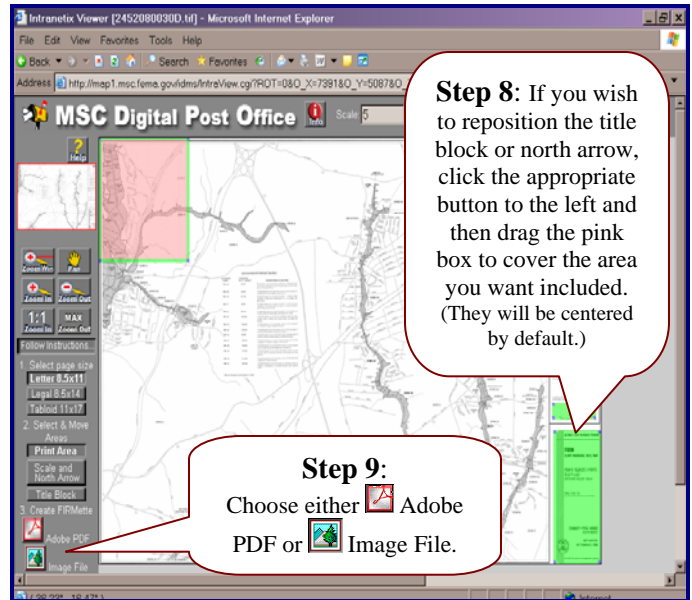 Intranetix Viewer [2452080030D.tif] - Microsoft Internet Explorer
File Edit View Favorites Tools Help
Back Search Favorites
Address http://map1.msc.fema.gov/idms/IntraView.cgi?ROT=0&O_X=7391&O_Y=5087&O_
MSC Digital Post Office Info Scale: 5
Help
Zoom Win Pan
Zoom In Zoom Out
1:1 MAX
Zoom In Zoom Out
Follow Instructions...
1. Select page size
Letter 8.5x11
Legal 8.5x14
Tabloid 11x17
2. Select & Move
Areas
Print Area
Scale and
North Arrow
Title Block
3. Create FIRMette
Adobe PDF
Image File
Step 8: If you wish
to reposition the title
block or north arrow,
click the appropriate
button to the left and
then drag the pink
box to cover the area
you want included.
(They will be centered
by default.)
Step 9:
Choose either Adobe
PDF or Image File.
Internet